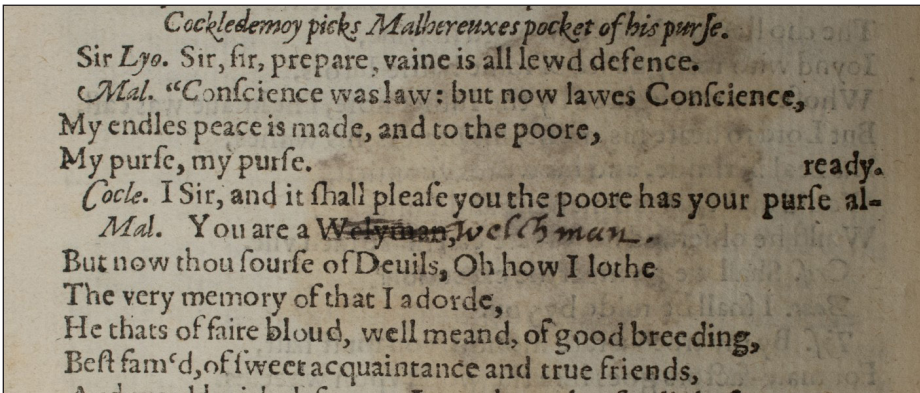 Cockledemoy picks Malhereuxes pocket of his purſe.
Sir Lyo. Sir, ſir, prepare, vaine is all lewd defence.
Mal. “Conſcience was law: but now lawes Conſcience,
My endles peace is made, and to the poore,
My purſe, my purſe. ready.
Cocle. I Sir, and it ſhall pleaſe you the poore has your purſe al-
Mal. You are a Welyman, welſhman.
But now thou ſourſe of Deuils, Oh how I lothe
The very memory of that I adorde,
He thats of faire bloud, well meand, of good breeding,
Beſt fam‘d, of ſweet acquaintance and true friends,